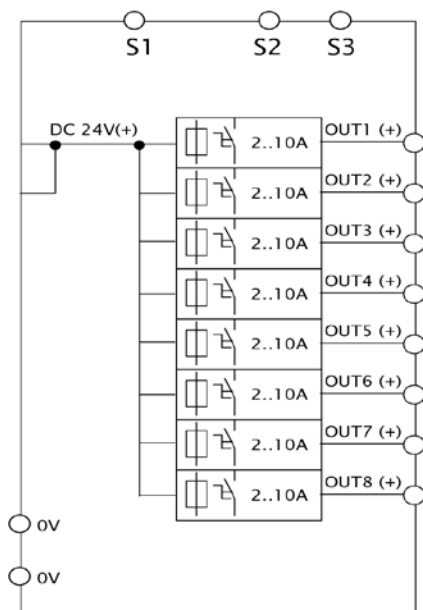 S1 S2 S3
DC 24V(+)
2..10A OUT1 (+)
2..10A OUT2 (+)
2..10A OUT3 (+)
2..10A OUT4 (+)
2..10A OUT5 (+)
2..10A OUT6 (+)
2..10A OUT7 (+)
2..10A OUT8 (+)
0V
0V